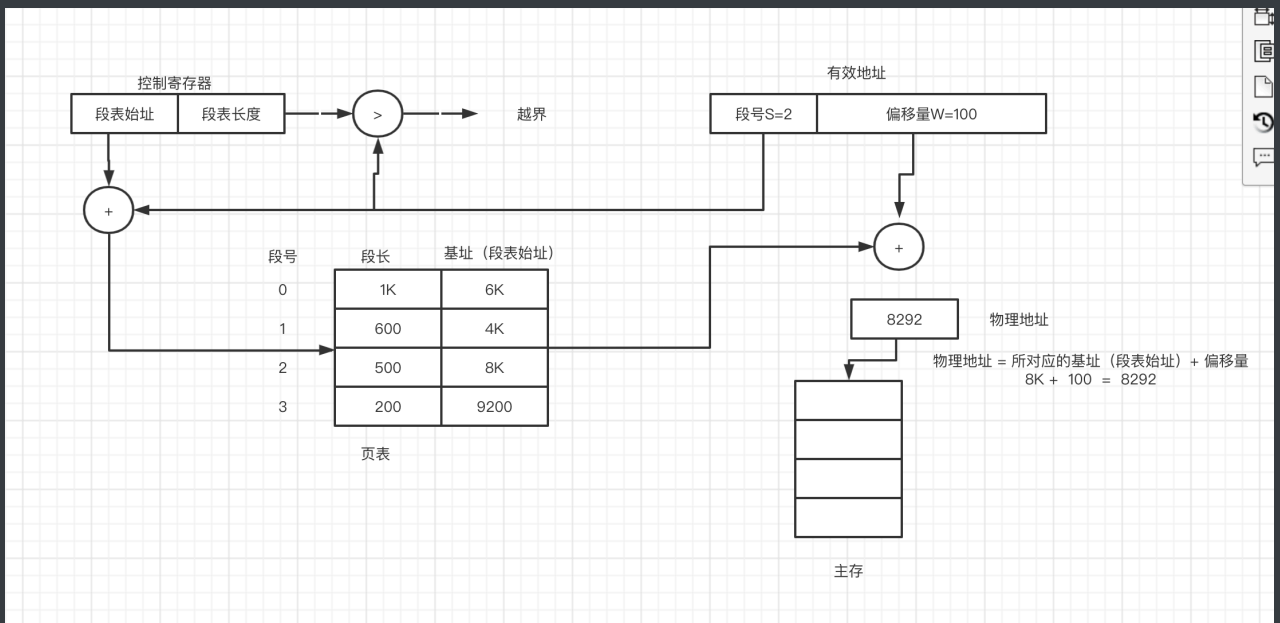 控制寄存器
有效地址
段表始址 段表长度 > 越界 段号S=2 偏移量W=100
+
+
段号 段长 基址（段表始址）
0 1K 6K
1 600 4K
2 500 8K
3 200 9200
页表
8292 物理地址
物理地址 = 所对应的基址（段表始址）+ 偏移量
8K + 100 = 8292
主存